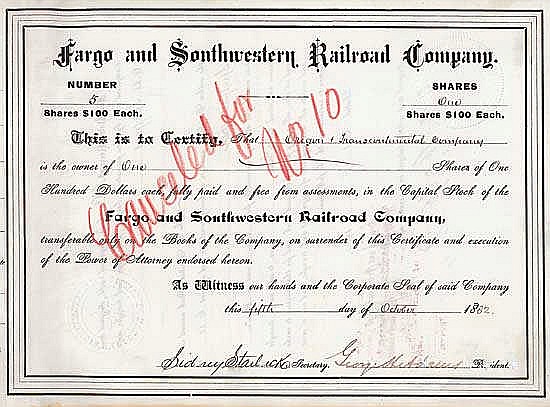 Fargo and Southwestern Railroad Company.
NUMBER
5
Shares $100 Each.
SHARES
One
Shares $100 Each.
This is to Certify, That Oregon & Transcontinental Company
is the owner of One Shares of One
Hundred Dollars each, fully paid and free from assessments, in the Capital Stock of the
Fargo and Southwestern Railroad Company,
transferable only on the Books of the Company, on surrender of this Certificate and execution
of the Power of Attorney endorsed hereon.
As Witness our hands and the Corporate Seal of said Company
this fifth day of October 1882
Secretary. President.
Canceled for
No 10